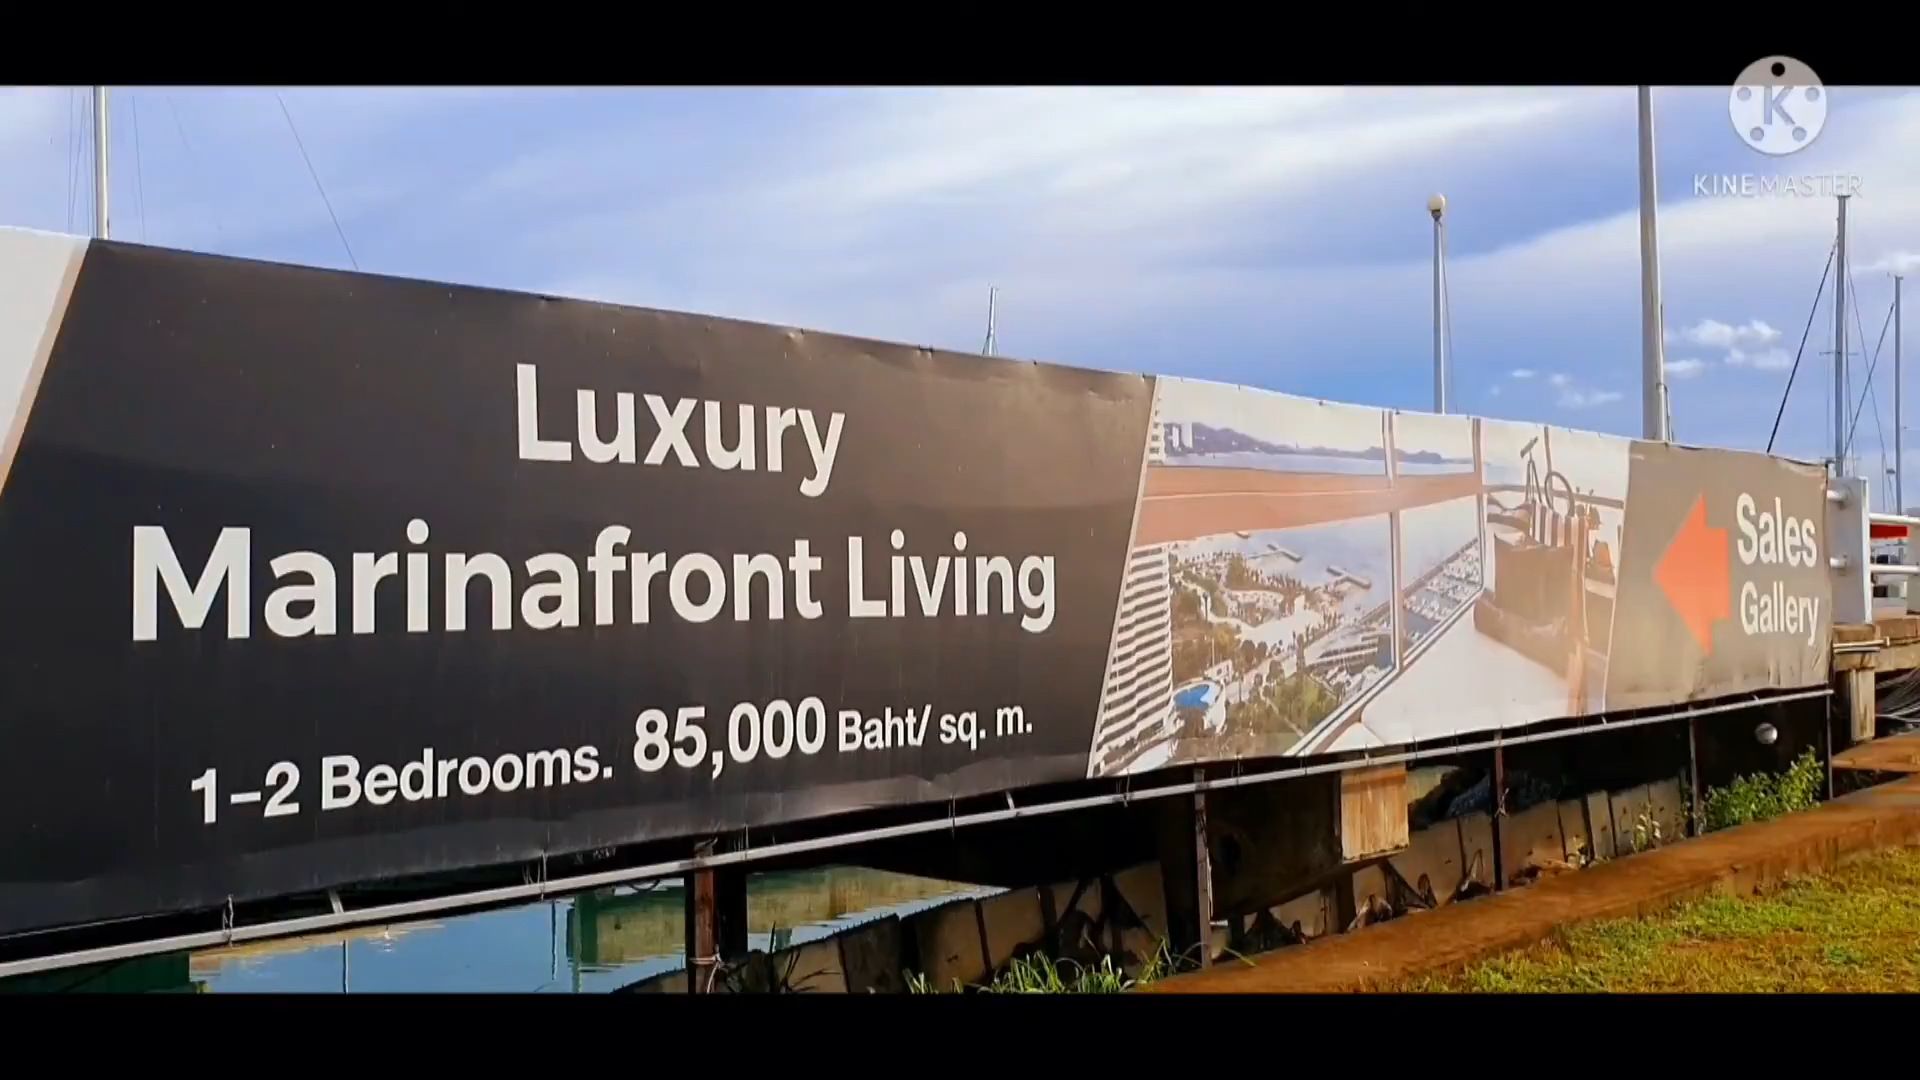 Luxury
Marinafront Living
1-2 Bedrooms. 85,000 Baht/ sq. m.
Sales
Gallery
K
KINEMASTER